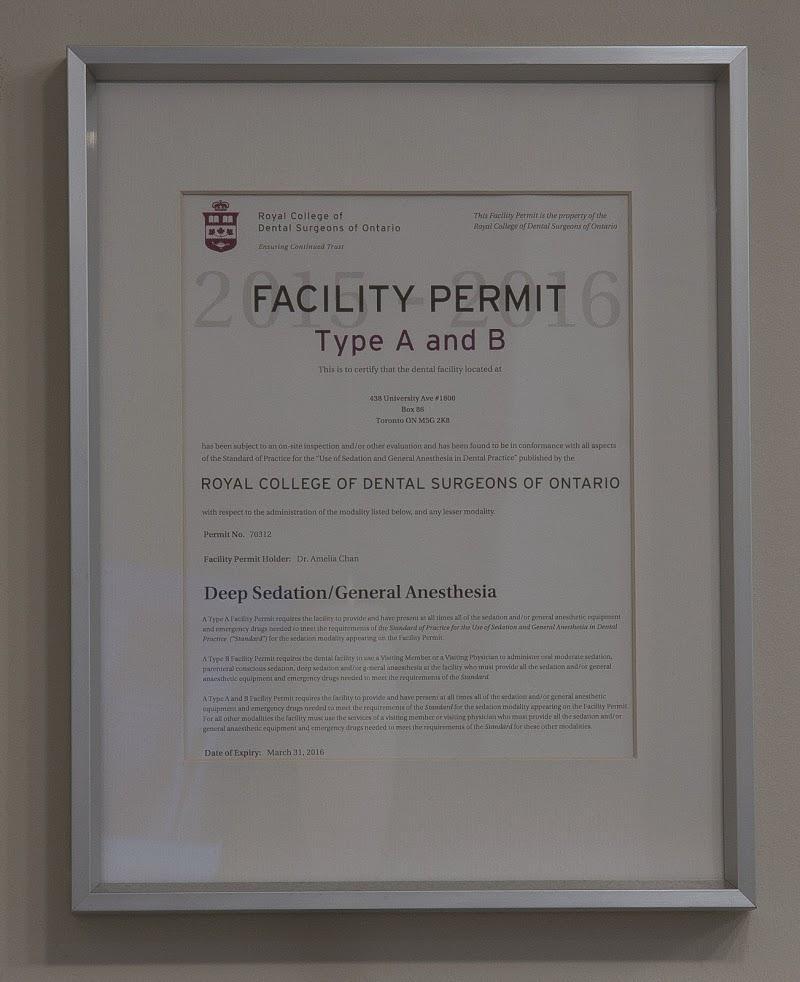 Royal College of
Dental Surgeons of Ontario
Ensuring Continued Trust
This Facility Permit is the property of the
Royal College of Dental Surgeons of Ontario
2015 - 2016
FACILITY PERMIT
Type A and B
This is to certify that the dental facility located at
438 University Ave #1800
Box 86
Toronto ON M5G 2K8
has been subject to an on-site inspection and/or other evaluation and has been found to be in conformance with all aspects
of the Standard of Practice for the "Use of Sedation and General Anesthesia in Dental Practice" published by the
ROYAL COLLEGE OF DENTAL SURGEONS OF ONTARIO
with respect to the administration of the modality listed below, and any lesser modality.
Permit No. 70312
Facility Permit Holder: Dr. Amelia Chan
Deep Sedation/General Anesthesia
A Type A Facility Permit requires the facility to provide and have present at all times all of the sedation and/or general anesthetic equipment
and emergency drugs needed to meet the requirements of the Standard of Practice for the Use of Sedation and General Anesthesia in Dental
Practice ("Standard") for the sedation modality appearing on the Facility Permit.
A Type B Facility Permit requires the dental facility to use a Visiting Member or a Visiting Physician to administer oral moderate sedation,
parenteral conscious sedation, deep sedation and/or general anaesthesia at the facility who must provide all the sedation and/or general
anaesthetic equipment and emergency drugs needed to meet the requirements of the Standard.
A Type A and B Facility Permit requires the facility to provide and have present at all times all of the sedation and/or general anesthetic
equipment and emergency drugs needed to meet the requirements of the Standard for the sedation modality appearing on the Facility Permit.
For all other modalities the facility must use the services of a visiting member or visiting physician who must provide all the sedation and/or
general anaesthetic equipment and emergency drugs needed to meet the requirements of the Standard for these other modalities.
Date of Expiry: March 31, 2016